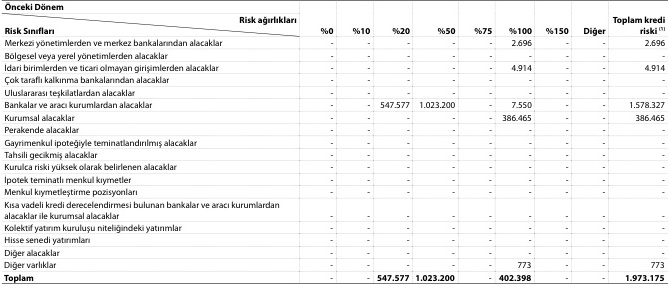 Önceki Dönem
Risk ağırlıkları
Toplam kredi
Risk Sınıfları %0 %10 %20 %50 %75 %100 %150 Diğer riski (1)
Merkezi yönetimlerden ve merkez bankalarından alacaklar - - - - - 2.696 - - 2.696
Bölgesel veya yerel yönetimlerden alacaklar - - - - - - - - -
İdari birimlerden ve ticari olmayan girişimlerden alacaklar - - - - - 4.914 - - 4.914
Çok taraflı kalkınma bankalarından alacaklar - - - - - - - - -
Uluslararası teşkilatlardan alacaklar - - - - - - - - -
Bankalar ve aracı kurumlardan alacaklar - - 547.577 1.023.200 - 7.550 - - 1.578.327
Kurumsal alacaklar - - - - - 386.465 - - 386.465
Perakende alacaklar - - - - - - - - -
Gayrimenkul ipoteğiyle teminatlandırılmış alacaklar - - - - - - - - -
Tahsili gecikmiş alacaklar - - - - - - - - -
Kurulca riski yüksek olarak belirlenen alacaklar - - - - - - - - -
İpotek teminatlı menkul kıymetler - - - - - - - - -
Menkul kıymetleştirme pozisyonları - - - - - - - - -
Kısa vadeli kredi derecelendirmesi bulunan bankalar ve aracı kurumlardan
alacaklar ile kurumsal alacaklar - - - - - - - - -
Kolektif yatırım kuruluşu niteliğindeki yatırımlar - - - - - - - - -
Hisse senedi yatırımları - - - - - - - - -
Diğer alacaklar - - - - - - - - -
Diğer varlıklar - - - - - 773 - - 773
Toplam - - 547.577 1.023.200 - 402.398 - - 1.973.175